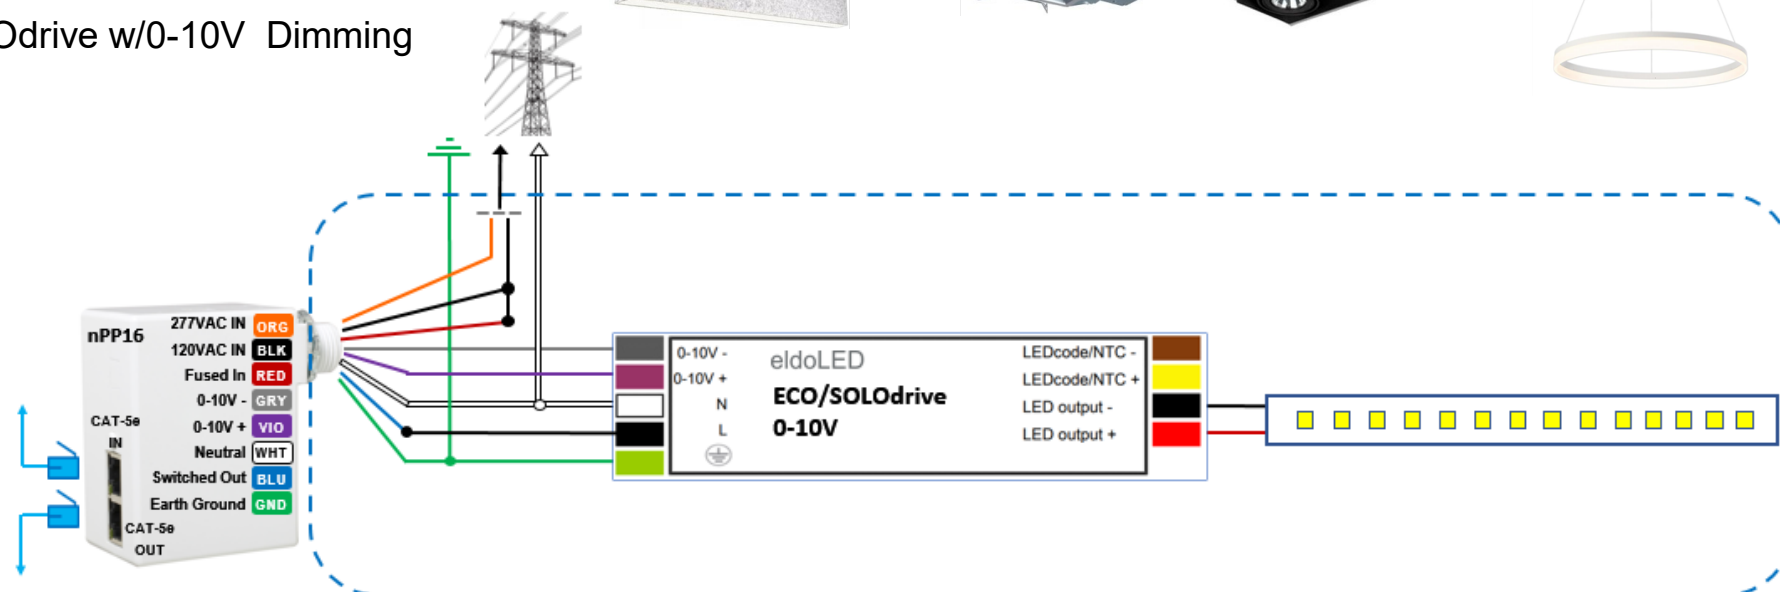 Odrive w/0-10V Dimming
nPP16
277VAC IN ORG
120VAC IN BLK
Fused In RED
0-10V - GRY
0-10V + VIO
Neutral WHT
Switched Out BLU
Earth Ground GND
CAT-5e
IN
CAT-5e
OUT
0-10V -
0-10V +
N
L
eldoLED
ECO/SOLOdrive
0-10V
LEDcode/NTC -
LEDcode/NTC +
LED output -
LED output +